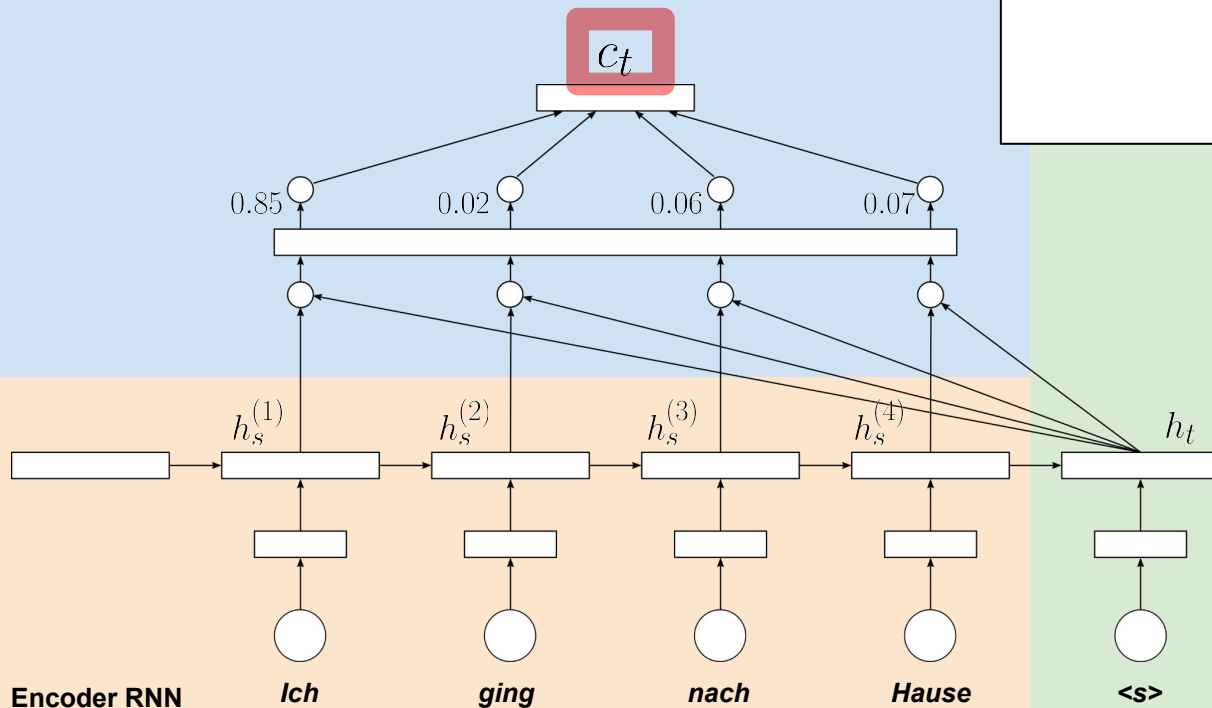 c_t
0.85 0.02 0.06 0.07
h_s^{(1)} h_s^{(2)} h_s^{(3)} h_s^{(4)} h_t
Encoder RNN Ich ging nach Hause <s>